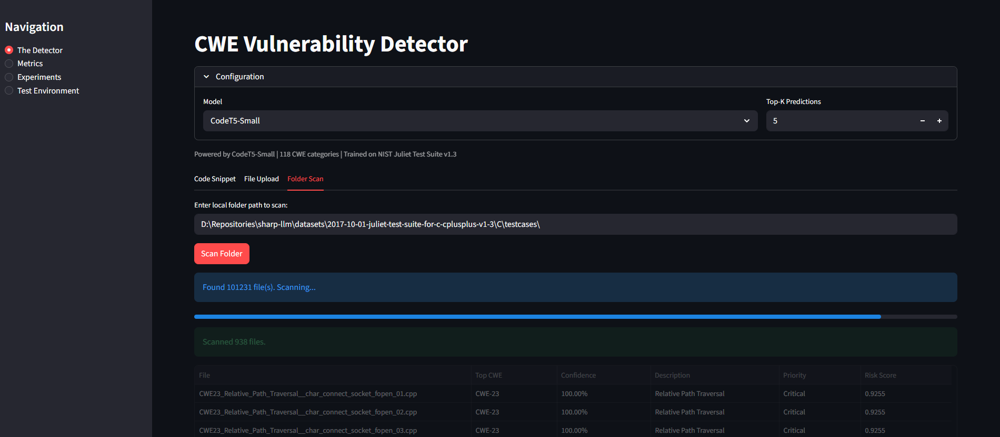 Navigation
The Detector
Metrics
Experiments
Test Environment
CWE Vulnerability Detector
Configuration
Model
Top-K Predictions
CodeT5-Small
5
Powered by CodeT5-Small | 118 CWE categories | Trained on NIST Juliet Test Suite v1.3
Code Snippet File Upload Folder Scan
Enter local folder path to scan:
D:\Repositories\sharp-llm\datasets\2017-10-01-juliet-test-suite-for-c-cplusplus-v1-3\C\testcases\
Scan Folder
Found 101231 file(s). Scanning...
Scanned 938 files.
File Top CWE Confidence Description Priority Risk Score
CWE23_Relative_Path_Traversal__char_connect_socket_fopen_01.cpp CWE-23 100.00% Relative Path Traversal Critical 0.9255
CWE23_Relative_Path_Traversal__char_connect_socket_fopen_02.cpp CWE-23 100.00% Relative Path Traversal Critical 0.9255
CWE23_Relative_Path_Traversal__char_connect_socket_fopen_03.cpp CWE-23 100.00% Relative Path Traversal Critical 0.9255